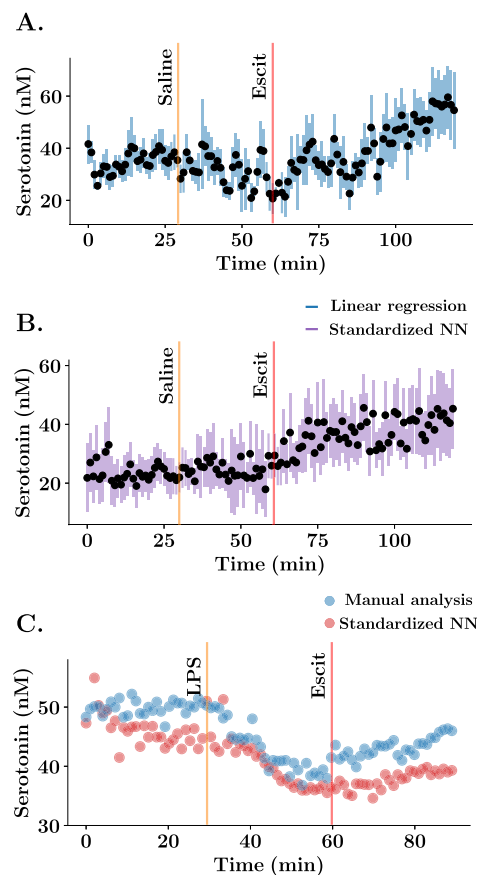 A.
Serotonin (nM)
60
40
20
Saline
Escit
0 25 50 75 100
Time (min)
Linear regression
Standardized NN
B.
Serotonin (nM)
60
40
20
Saline
Escit
0 25 50 75 100
Time (min)
Manual analysis
Standardized NN
C.
Serotonin (nM)
50
40
30
LPS
Escit
0 20 40 60 80
Time (min)